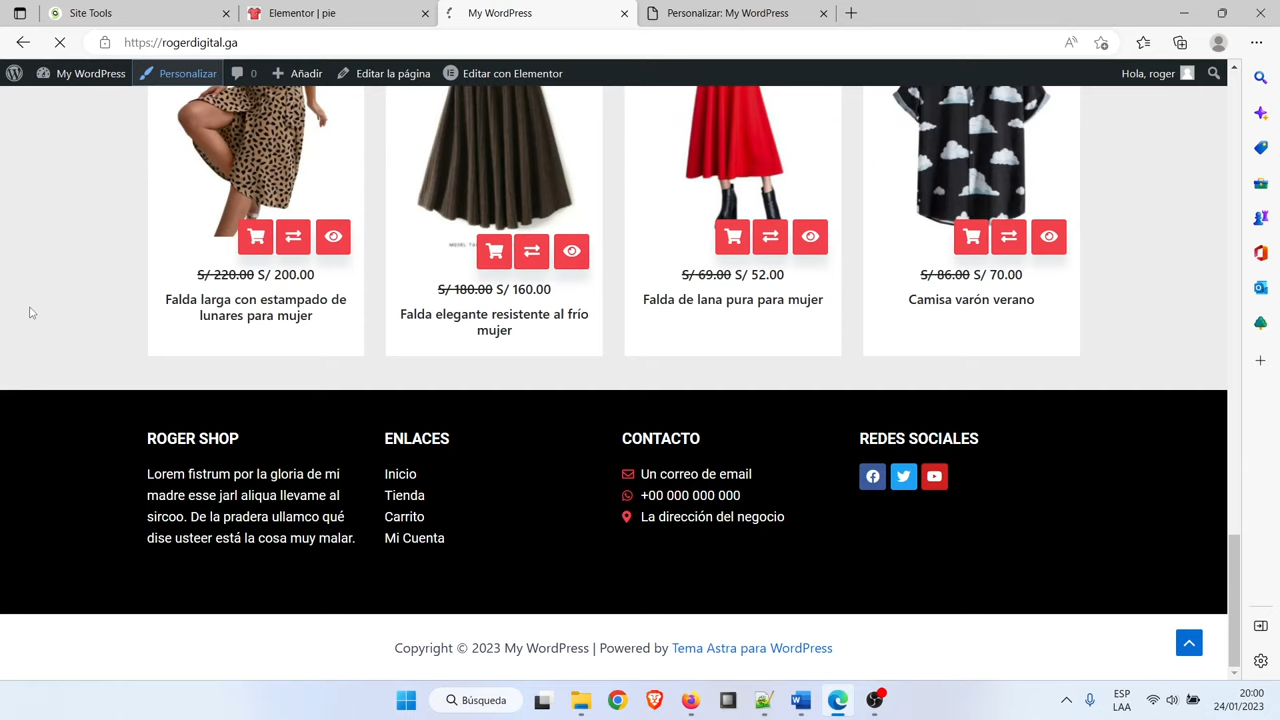 Site Tools
Elementor | pie
My WordPress
Personalizar: My WordPress
https://rogerdigital.ga
My WordPress
Personalizar
0
Añadir
Editar la página
Editar con Elementor
Hola, roger
S/ 220.00 S/ 200.00
Falda larga con estampado de
lunares para mujer
S/ 180.00 S/ 160.00
Falda elegante resistente al frío
mujer
S/ 69.00 S/ 52.00
Falda de lana pura para mujer
S/ 86.00 S/ 70.00
Camisa varón verano
ROGER SHOP
Lorem fistrum por la gloria de mi
madre esse jarl aliqua llevame al
sircoo. De la pradera ullamco qué
dise usteer está la cosa muy malar.
ENLACES
Inicio
Tienda
Carrito
Mi Cuenta
CONTACTO
Un correo de email
+00 000 000 000
La dirección del negocio
REDES SOCIALES
Copyright © 2023 My WordPress | Powered by Tema Astra para WordPress
Búsqueda
ESP
LAA
20:00
24/01/2023